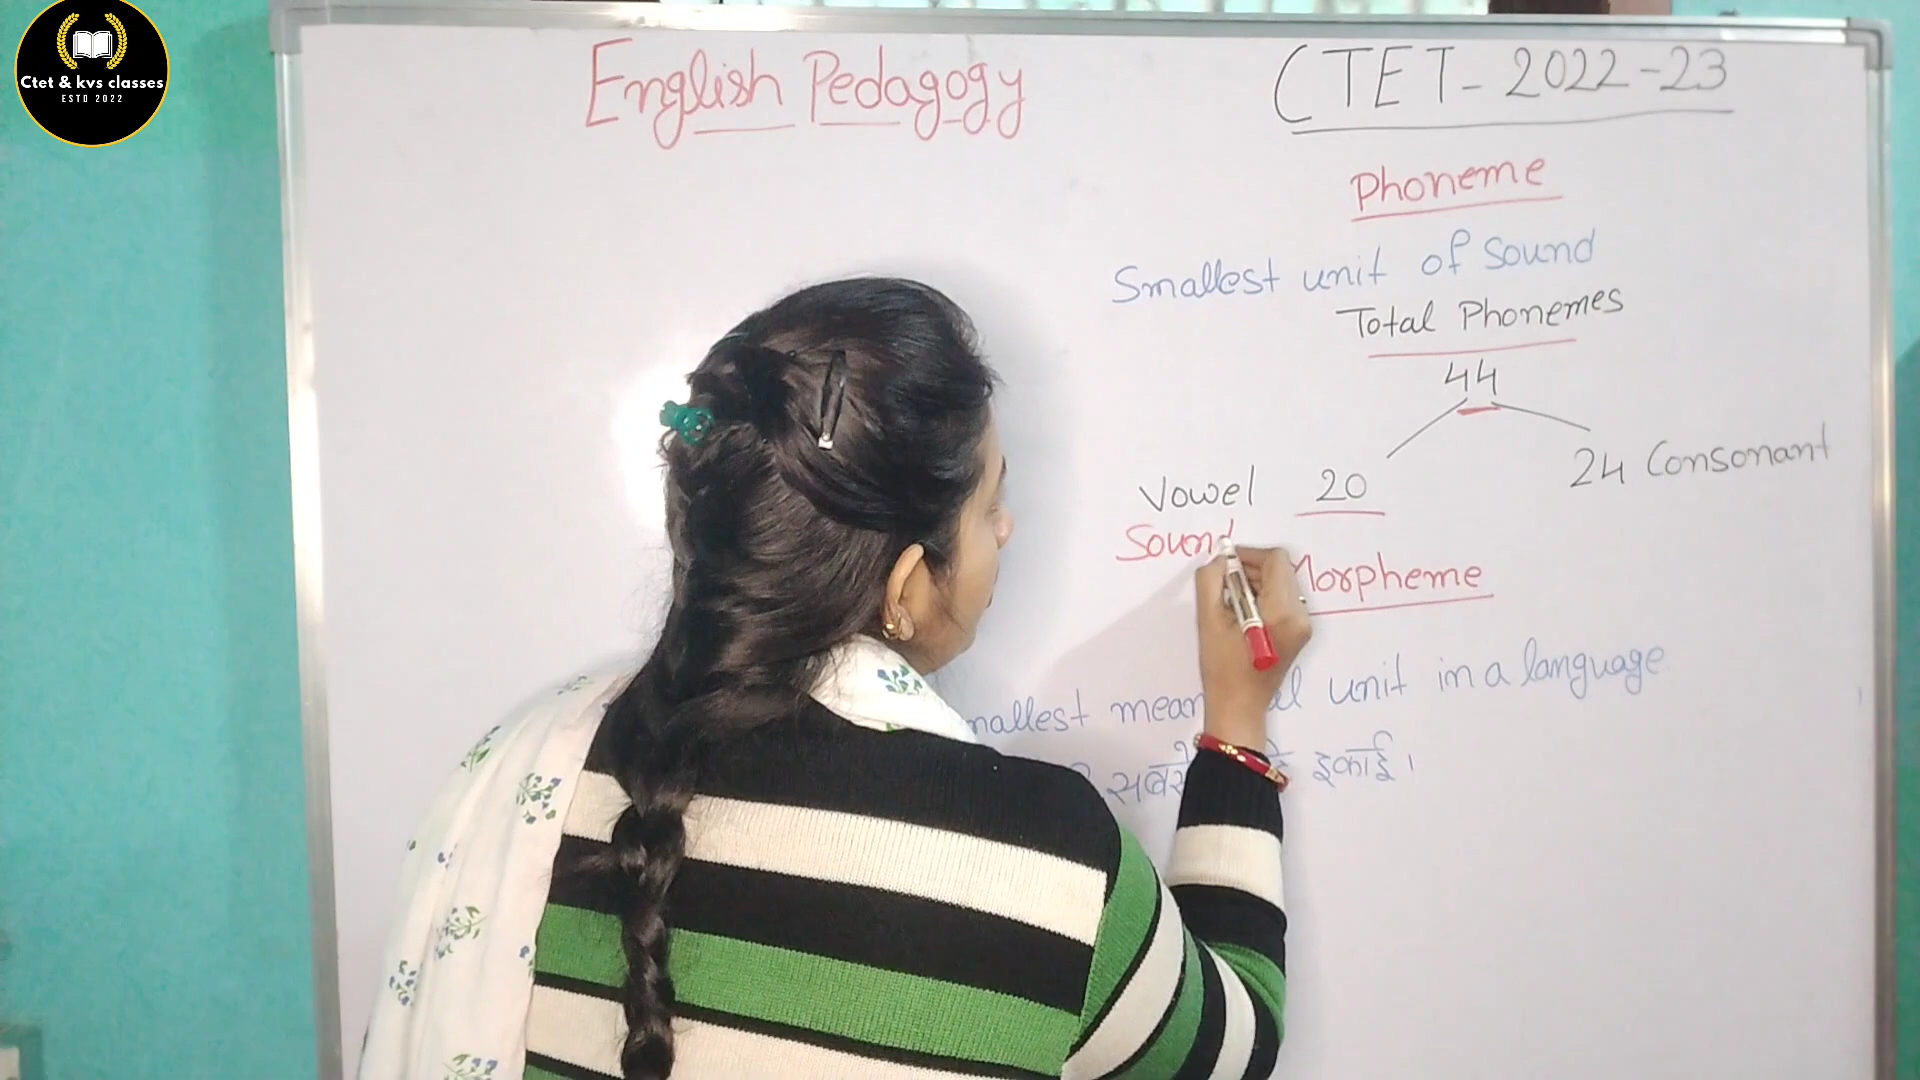 Ctet & kvs classes
ESTD 2022
English Pedagogy
CTET-2022-23
Phoneme
Smallest unit of sound
Total Phonemes
44
Vowel 20
24 Consonant
Sound
Morpheme
unit in a language
इकाई।